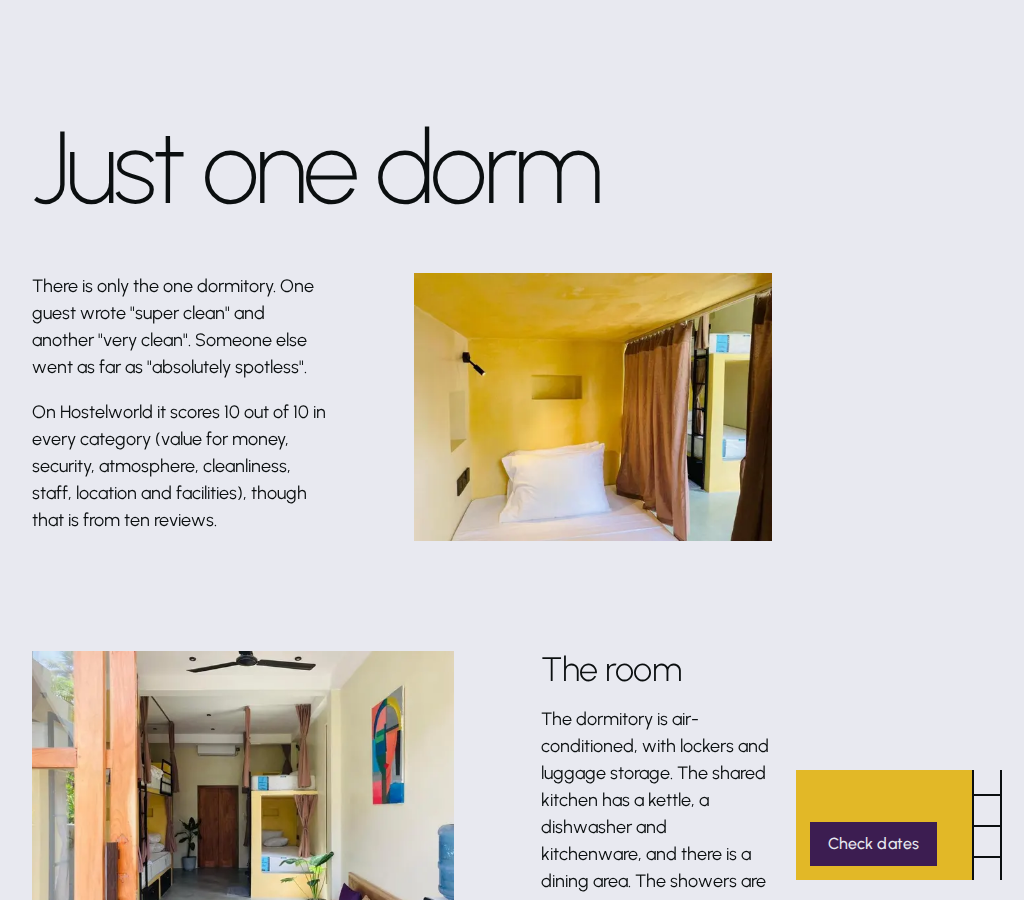 Just one dorm
There is only the one dormitory. One
guest wrote "super clean" and
another "very clean". Someone else
went as far as "absolutely spotless".
On Hostelworld it scores 10 out of 10 in
every category (value for money,
security, atmosphere, cleanliness,
staff, location and facilities), though
that is from ten reviews.
The room
The dormitory is air-
conditioned, with lockers and
luggage storage. The shared
kitchen has a kettle, a
dishwasher and
kitchenware, and there is a
dining area. The showers are
Check dates